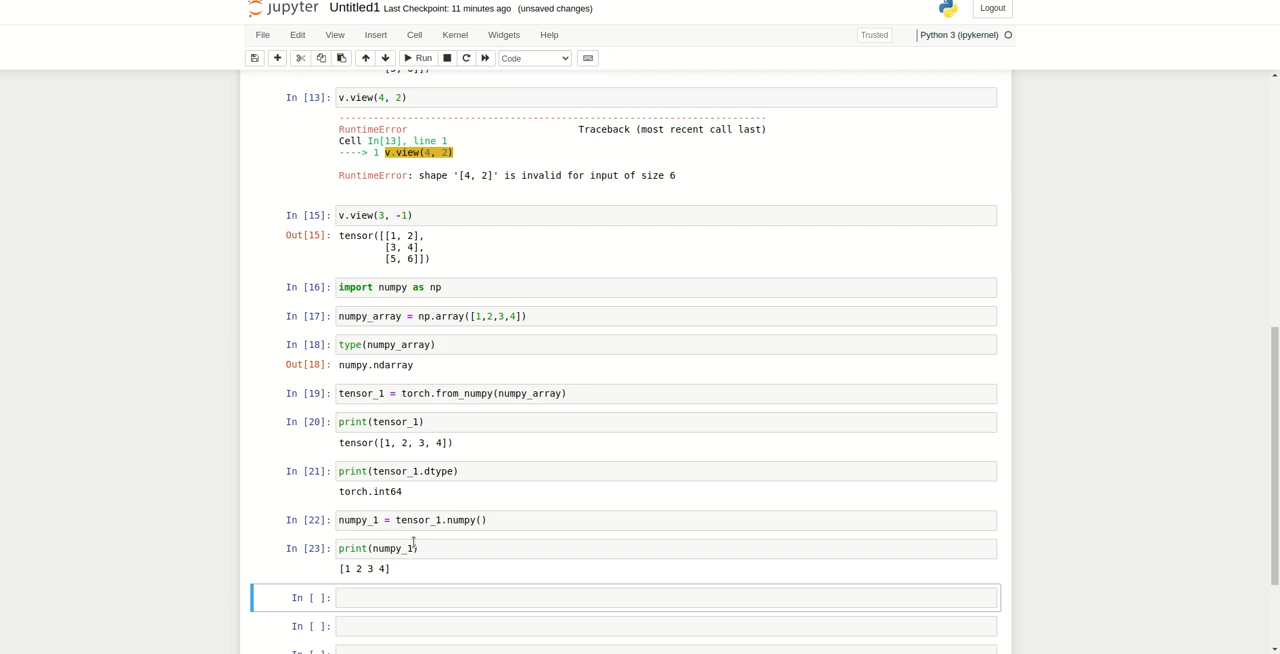 jupyter Untitled1 Last Checkpoint: 11 minutes ago (unsaved changes)
Logout
File Edit View Insert Cell Kernel Widgets Help
Trusted
Python 3 (ipykernel)
Run
Code
In [13]: v.view(4, 2)
RuntimeError Traceback (most recent call last)
Cell In[13], line 1
----> 1 v.view(4, 2)
RuntimeError: shape '[4, 2]' is invalid for input of size 6
In [15]: v.view(3, -1)
Out[15]: tensor([[1, 2],
[3, 4],
[5, 6]])
In [16]: import numpy as np
In [17]: numpy_array = np.array([1,2,3,4])
In [18]: type(numpy_array)
Out[18]: numpy.ndarray
In [19]: tensor_1 = torch.from_numpy(numpy_array)
In [20]: print(tensor_1)
tensor([1, 2, 3, 4])
In [21]: print(tensor_1.dtype)
torch.int64
In [22]: numpy_1 = tensor_1.numpy()
In [23]: print(numpy_1)
[1 2 3 4]
In [ ]:
In [ ]: